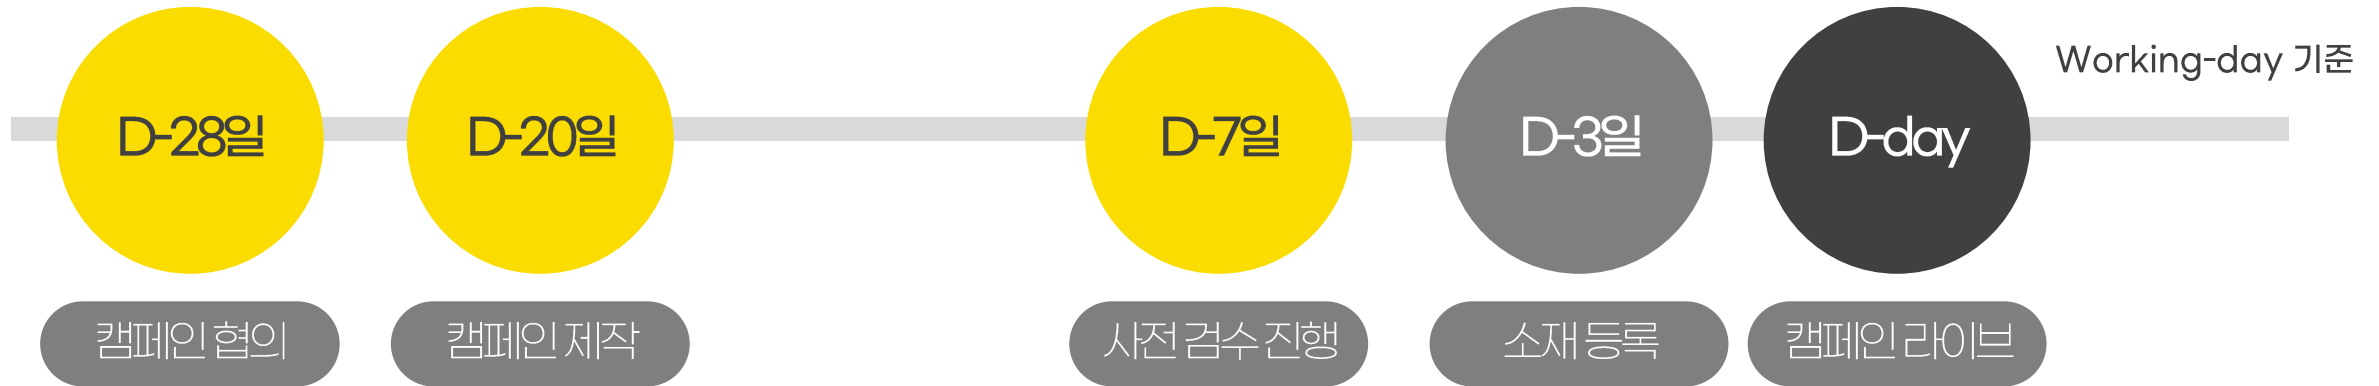 Working-day 기준
D-28일
D-20일
D-7일
D-3일
D-day
캠페인 협의
캠페인 제작
사전 검수 진행
소재 등록
캠페인 라이브